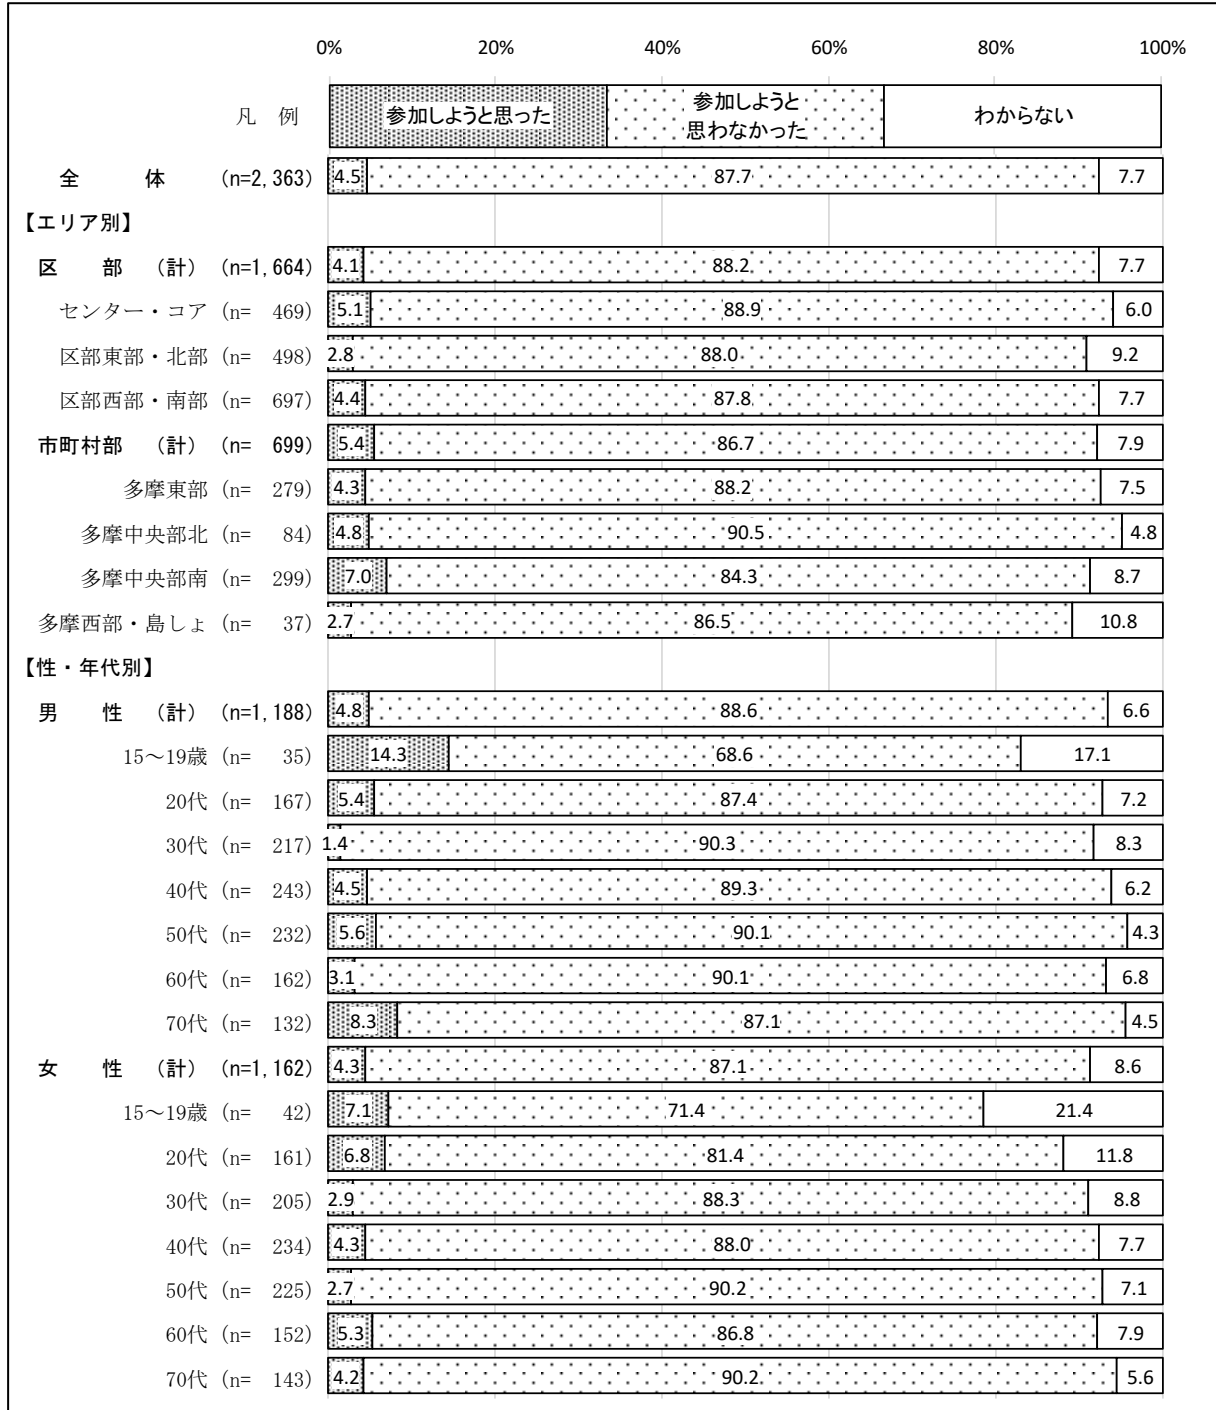 0% 20% 40% 60% 80% 100%
凡 例 参加しようと思った 参加しようと 思わなかった わからない
全 体 (n=2,363) 4.5 87.7 7.7
【エリア別】
区 部 (計) (n=1,664) 4.1 88.2 7.7
センター・コア (n= 469) 5.1 88.9 6.0
区部東部・北部 (n= 498) 2.8 88.0 9.2
区部西部・南部 (n= 697) 4.4 87.8 7.7
市町村部 (計) (n= 699) 5.4 86.7 7.9
多摩東部 (n= 279) 4.3 88.2 7.5
多摩中央部北 (n= 84) 4.8 90.5 4.8
多摩中央部南 (n= 299) 7.0 84.3 8.7
多摩西部・島しょ (n= 37) 2.7 86.5 10.8
【性・年代別】
男 性 (計) (n=1,188) 4.8 88.6 6.6
15～19歳 (n= 35) 14.3 68.6 17.1
20代 (n= 167) 5.4 87.4 7.2
30代 (n= 217) 1.4 90.3 8.3
40代 (n= 243) 4.5 89.3 6.2
50代 (n= 232) 5.6 90.1 4.3
60代 (n= 162) 3.1 90.1 6.8
70代 (n= 132) 8.3 87.1 4.5
女 性 (計) (n=1,162) 4.3 87.1 8.6
15～19歳 (n= 42) 7.1 71.4 21.4
20代 (n= 161) 6.8 81.4 11.8
30代 (n= 205) 2.9 88.3 8.8
40代 (n= 234) 4.3 88.0 7.7
50代 (n= 225) 2.7 90.2 7.1
60代 (n= 152) 5.3 86.8 7.9
70代 (n= 143) 4.2 90.2 5.6